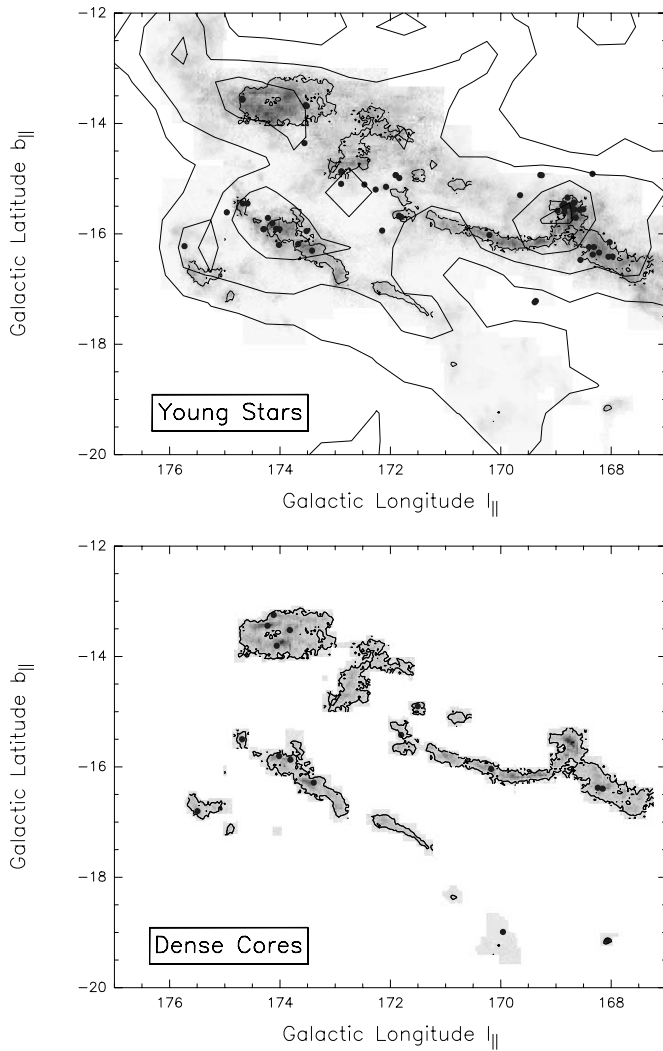 -12
-14
-16
-18
-20
Galactic Latitude b||
Young Stars
176 174 172 170 168
Galactic Longitude l||
-12
-14
-16
-18
-20
Galactic Latitude b||
Dense Cores
176 174 172 170 168
Galactic Longitude l||